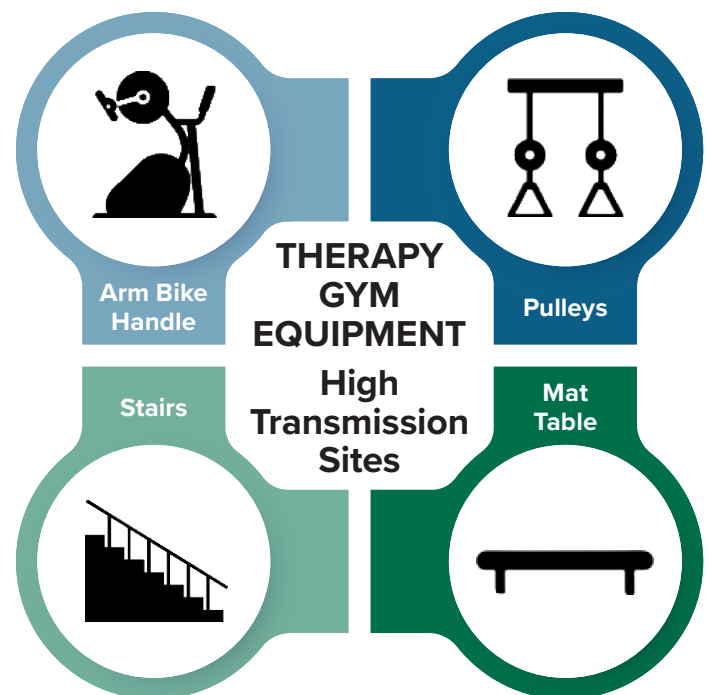 THERAPY
GYM
EQUIPMENT
High
Transmission
Sites
Arm Bike
Handle
Pulleys
Stairs
Mat
Table